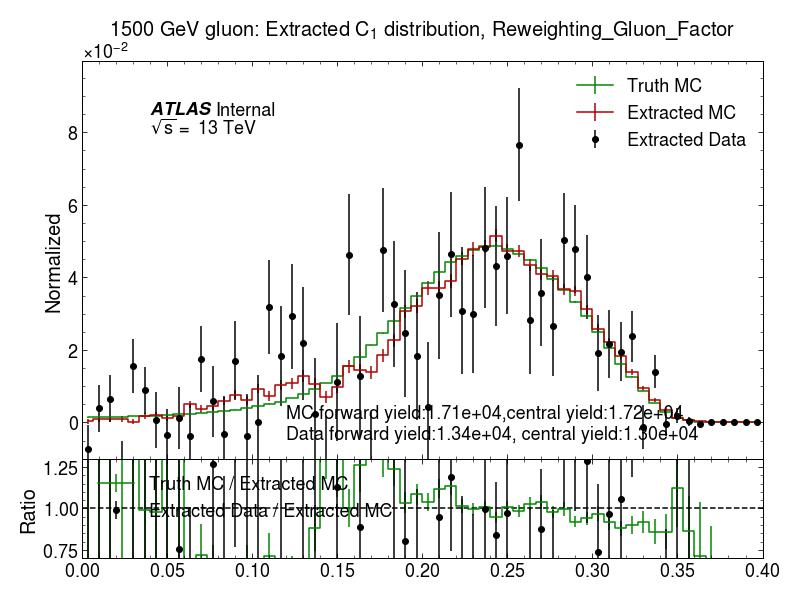 1500 GeV gluon: Extracted C₁ distribution, Reweighting_Gluon_Factor
×10⁻²
ATLAS Internal
√s = 13 TeV
Truth MC
Extracted MC
Extracted Data
Normalized
8
6
4
2
0
MC forward yield:1.71e+04,central yield:1.72e+04
Data forward yield:1.34e+04, central yield:1.30e+04
Ratio
1.25
1.00
0.75
Truth MC / Extracted MC
Extracted Data / Extracted MC
0.00 0.05 0.10 0.15 0.20 0.25 0.30 0.35 0.40